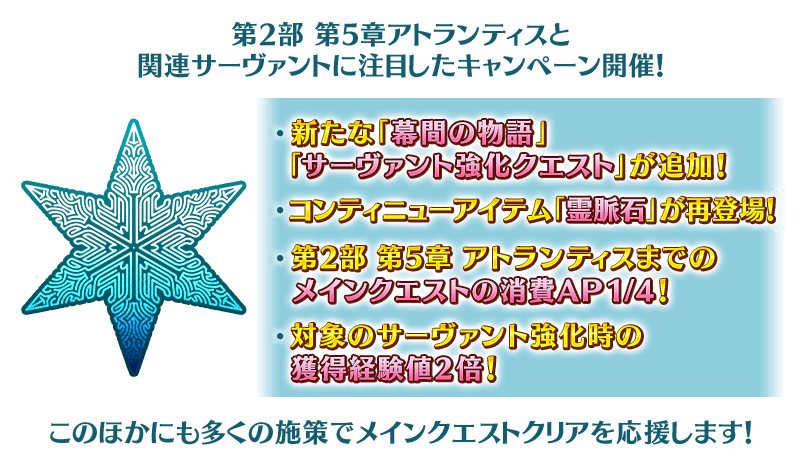 第2部 第5章アトランティスと
関連サーヴァントに注目したキャンペーン開催!
・新たな「幕間の物語」
「サーヴァント強化クエスト」が追加!
・コンティニューアイテム「霊脈石」が再登場!
・第2部 第5章 アトランティスまでの
メインクエストの消費AP1/4!
・対象のサーヴァント強化時の
獲得経験値2倍!
このほかにも多くの施策でメインクエストクリアを応援します!